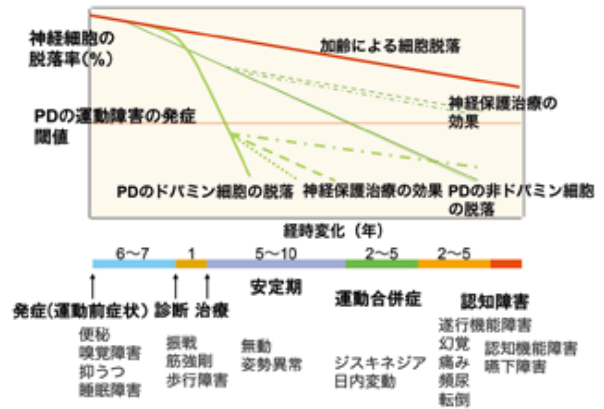 神経細胞の
脱落率(%)
加齢による細胞脱落
神経保護治療の
効果
PDの運動障害の発症
閾値
PDのドパミン細胞の脱落 神経保護治療の効果 PDの非ドパミン細胞
の脱落
経時変化（年）
6〜7 1 5〜10 2〜5 2〜5
発症(運動前症状) 診断 治療 安定期 運動合併症 認知障害
便秘
嗅覚障害
抑うつ
睡眠障害
振戦
筋強剛
歩行障害
無動
姿勢異常
ジスキネジア
日内変動
遂行機能障害
幻覚
痛み
頻尿
転倒
認知機能障害
嚥下障害